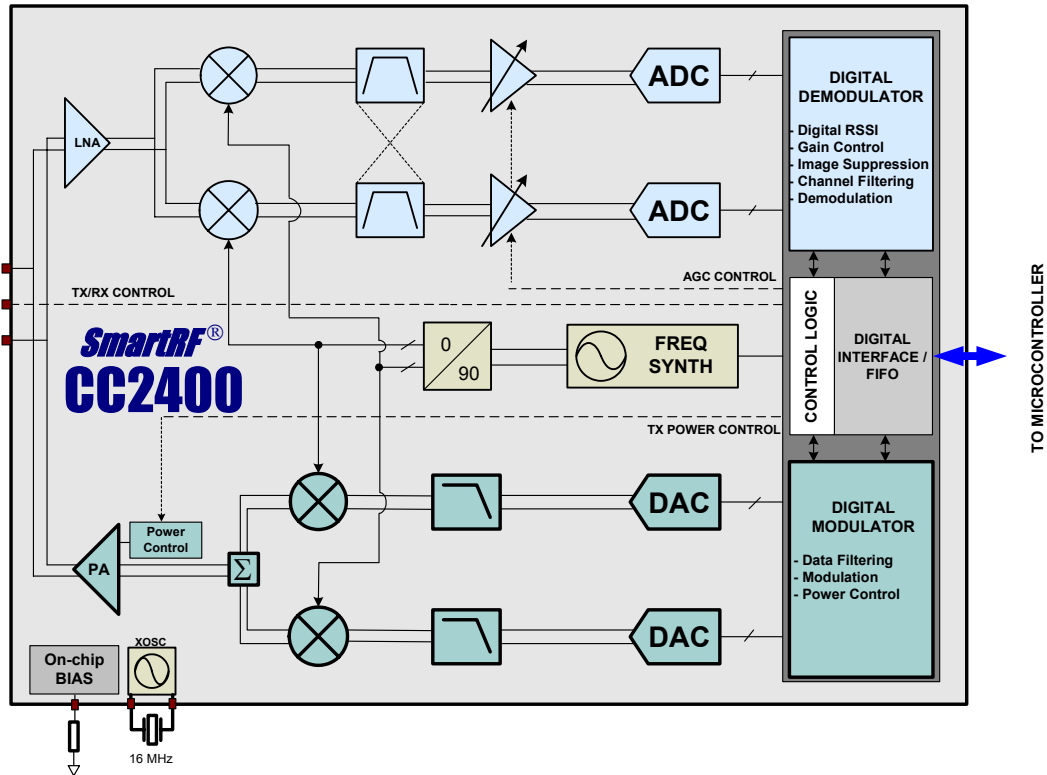 LNA
ADC
ADC
DIGITAL
DEMODULATOR
- Digital RSSI
- Gain Control
- Image Suppression
- Channel Filtering
- Demodulation
AGC CONTROL
TX/RX CONTROL
SmartRF®
CC2400
0
90
FREQ
SYNTH
CONTROL LOGIC
DIGITAL
INTERFACE /
FIFO
TO MICROCONTROLLER
TX POWER CONTROL
Power
Control
PA
Σ
DAC
DAC
DIGITAL
MODULATOR
- Data Filtering
- Modulation
- Power Control
On-chip
BIAS
XOSC
16 MHz